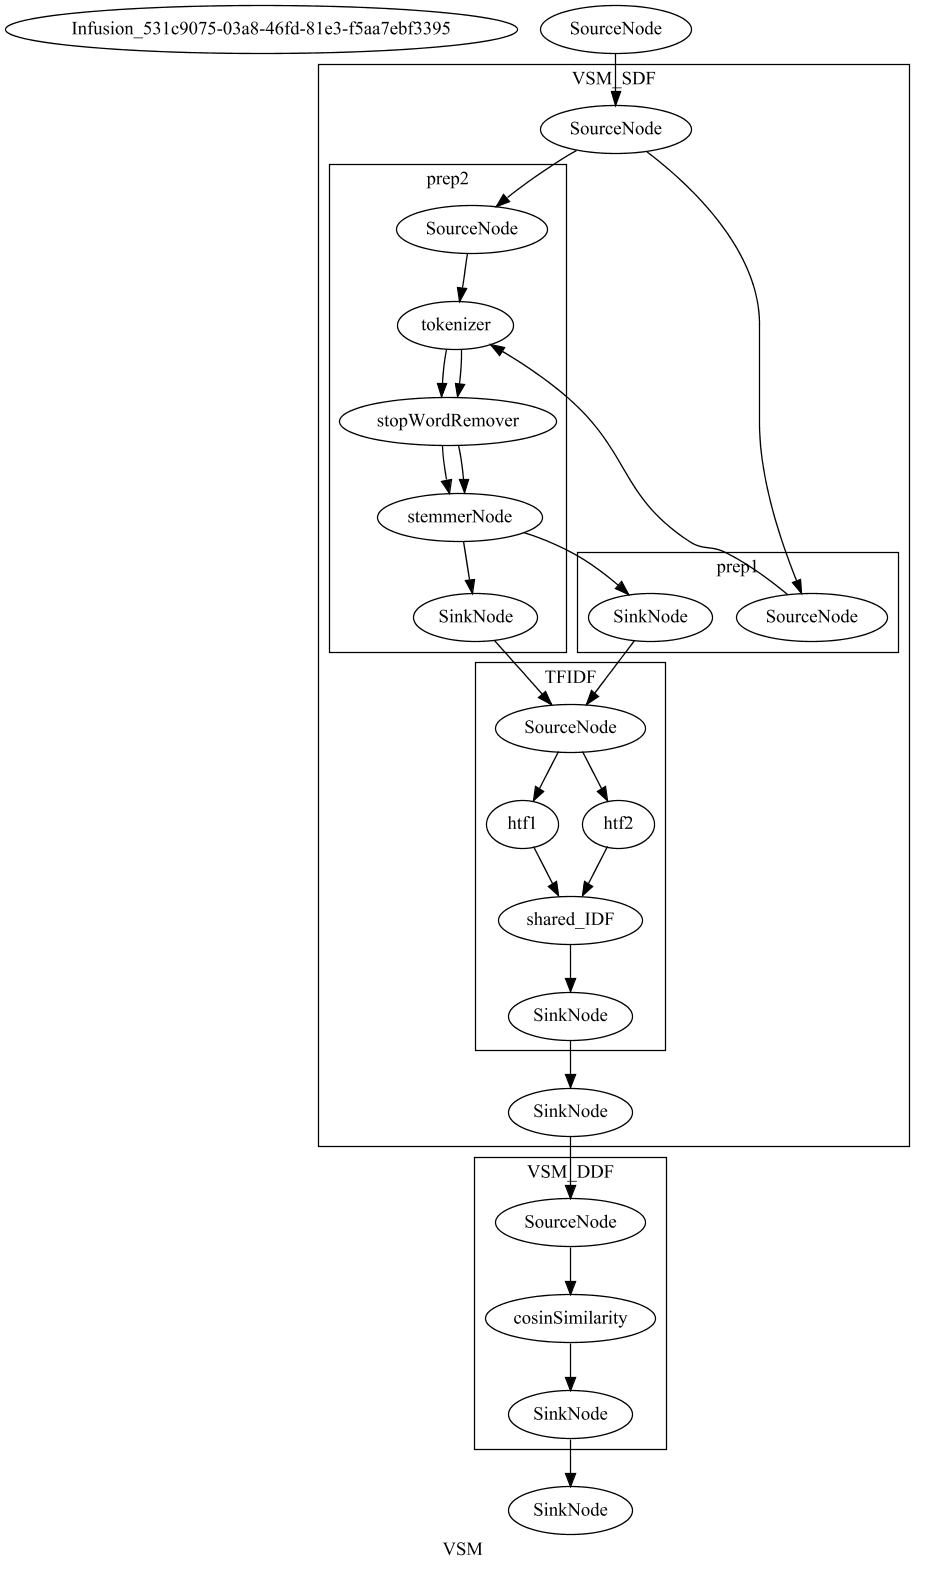 Infusion_531c9075-03a8-46fd-81e3-f5aa7ebf3395
SourceNode
VSM_SDF
SourceNode
prep2
SourceNode
tokenizer
stopWordRemover
stemmerNode
prep1
SinkNode
SinkNode
SourceNode
TFIDF
SourceNode
htf1
htf2
shared_IDF
SinkNode
SinkNode
VSM_DDF
SourceNode
cosinSimilarity
SinkNode
SinkNode
VSM